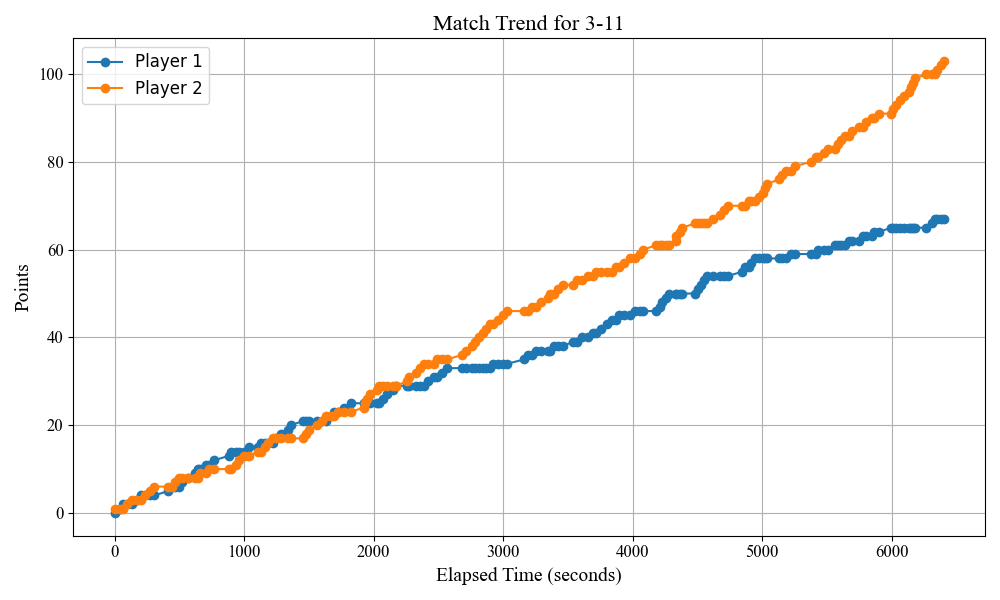 Match Trend for 3-11
Player 1
Player 2
100
80
60
40
20
0
Points
0 1000 2000 3000 4000 5000 6000
Elapsed Time (seconds)